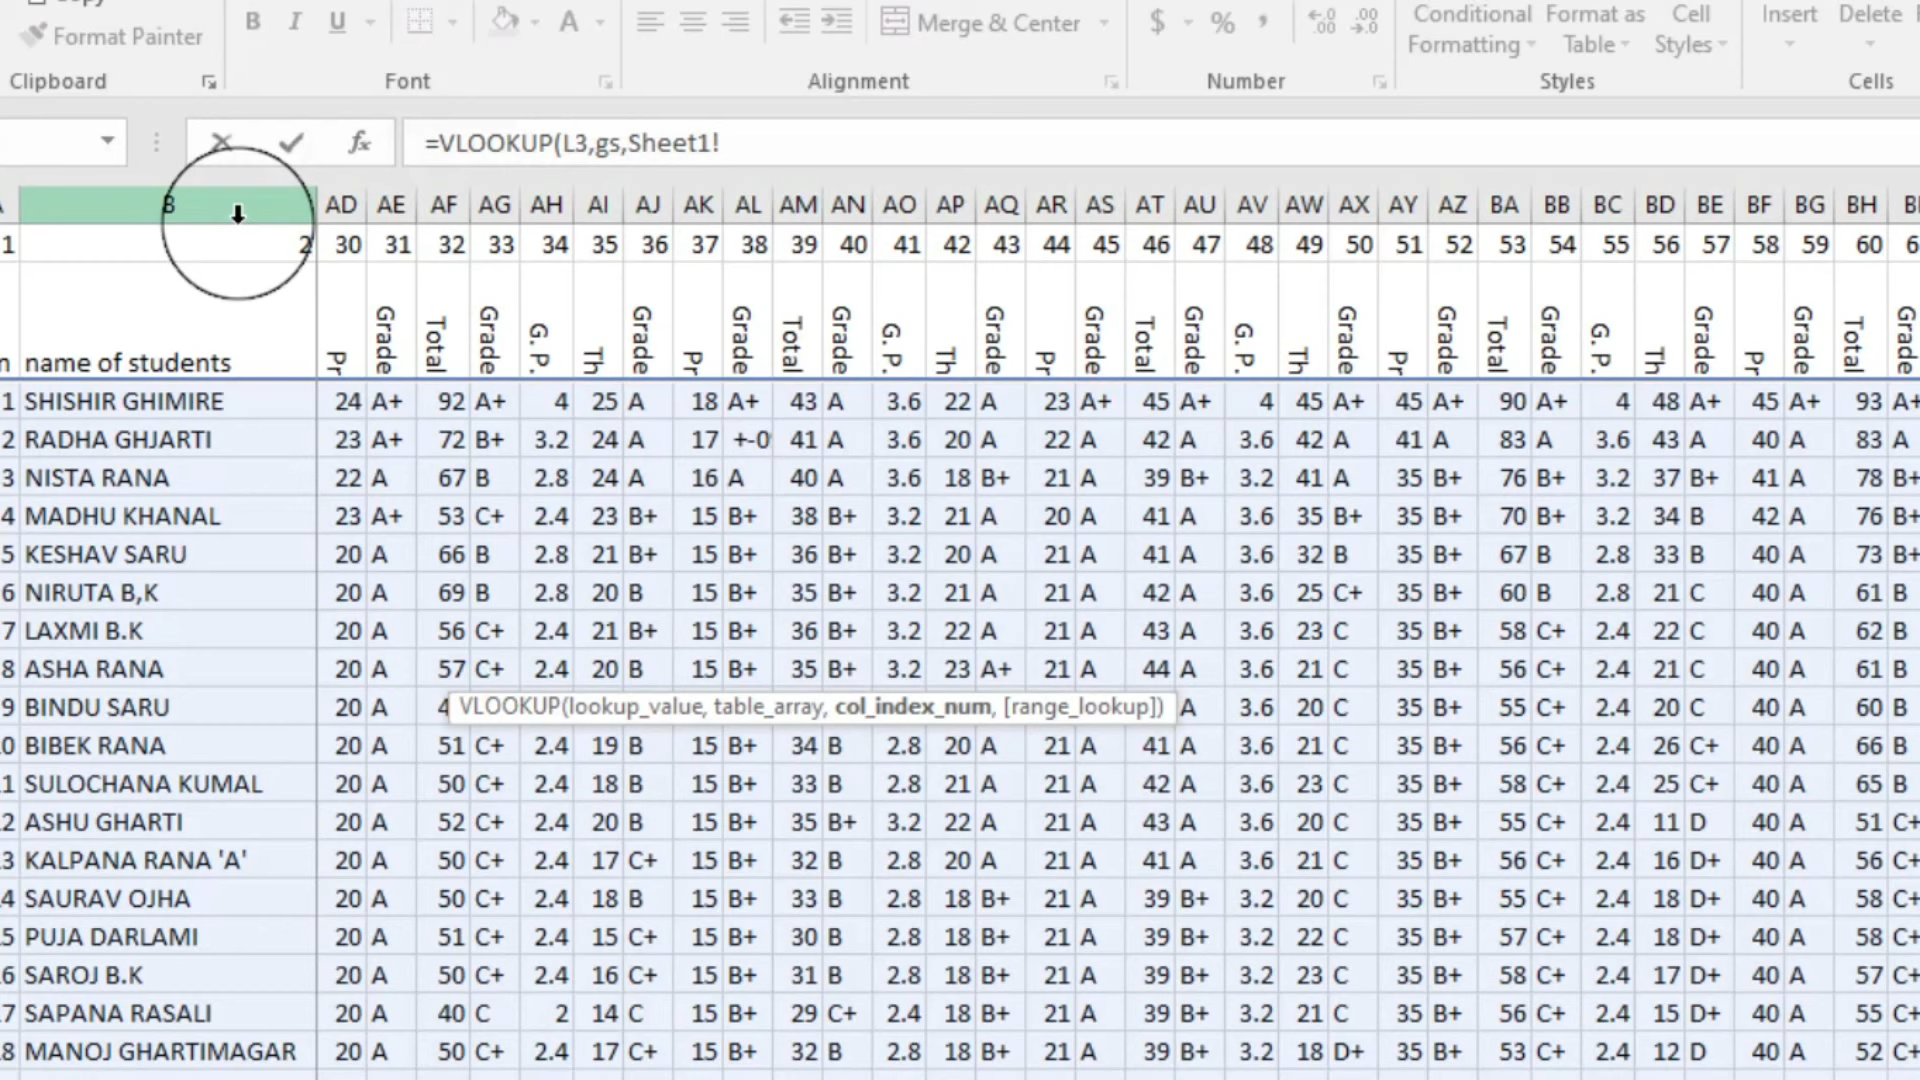 Copy
Format Painter B I U A Merge & Center $ % , Conditional Formatting Format as Table Cell Styles Insert Delete
Clipboard Font Alignment Number Styles Cells
fx =VLOOKUP(L3,gs,Sheet1!
B AD AE AF AG AH AI AJ AK AL AM AN AO AP AQ AR AS AT AU AV AW AX AY AZ BA BB BC BD BE BF BG BH
1 2 30 31 32 33 34 35 36 37 38 39 40 41 42 43 44 45 46 47 48 49 50 51 52 53 54 55 56 57 58 59 60
name of students Pr Grade Total Grade G. P. Th Grade Pr Grade Total Grade G. P. Th Grade Pr Grade Total Grade G. P. Th Grade Pr Grade Total Grade G. P. Th Grade Pr Grade Total Grade
1 SHISHIR GHIMIRE 24 A+ 92 A+ 4 25 A 18 A+ 43 A 3.6 22 A 23 A+ 45 A+ 4 45 A+ 45 A+ 90 A+ 4 48 A+ 45 A+ 93 A+
2 RADHA GHJARTI 23 A+ 72 B+ 3.2 24 A 17 +-0 41 A 3.6 20 A 22 A 42 A 3.6 42 A 41 A 83 A 3.6 43 A 40 A 83 A
3 NISTA RANA 22 A 67 B 2.8 24 A 16 A 40 A 3.6 18 B+ 21 A 39 B+ 3.2 41 A 35 B+ 76 B+ 3.2 37 B+ 41 A 78 B+
4 MADHU KHANAL 23 A+ 53 C+ 2.4 23 B+ 15 B+ 38 B+ 3.2 21 A 20 A 41 A 3.6 35 B+ 35 B+ 70 B+ 3.2 34 B 42 A 76 B+
5 KESHAV SARU 20 A 66 B 2.8 21 B+ 15 B+ 36 B+ 3.2 20 A 21 A 41 A 3.6 32 B 35 B+ 67 B 2.8 33 B 40 A 73 B+
6 NIRUTA B,K 20 A 69 B 2.8 20 B 15 B+ 35 B+ 3.2 21 A 21 A 42 A 3.6 25 C+ 35 B+ 60 B 2.8 21 C 40 A 61 B
7 LAXMI B.K 20 A 56 C+ 2.4 21 B+ 15 B+ 36 B+ 3.2 22 A 21 A 43 A 3.6 23 C 35 B+ 58 C+ 2.4 22 C 40 A 62 B
8 ASHA RANA 20 A 57 C+ 2.4 20 B 15 B+ 35 B+ 3.2 23 A+ 21 A 44 A 3.6 21 C 35 B+ 56 C+ 2.4 21 C 40 A 61 B
9 BINDU SARU 20 A 4 VLOOKUP(lookup_value, table_array, col_index_num, [range_lookup]) A 3.6 20 C 35 B+ 55 C+ 2.4 20 C 40 A 60 B
0 BIBEK RANA 20 A 51 C+ 2.4 19 B 15 B+ 34 B 2.8 20 A 21 A 41 A 3.6 21 C 35 B+ 56 C+ 2.4 26 C+ 40 A 66 B
1 SULOCHANA KUMAL 20 A 50 C+ 2.4 18 B 15 B+ 33 B 2.8 21 A 21 A 42 A 3.6 23 C 35 B+ 58 C+ 2.4 25 C+ 40 A 65 B
2 ASHU GHARTI 20 A 52 C+ 2.4 20 B 15 B+ 35 B+ 3.2 22 A 21 A 43 A 3.6 20 C 35 B+ 55 C+ 2.4 11 D 40 A 51 C+
3 KALPANA RANA 'A' 20 A 50 C+ 2.4 17 C+ 15 B+ 32 B 2.8 20 A 21 A 41 A 3.6 21 C 35 B+ 56 C+ 2.4 16 D+ 40 A 56 C+
4 SAURAV OJHA 20 A 50 C+ 2.4 18 B 15 B+ 33 B 2.8 18 B+ 21 A 39 B+ 3.2 20 C 35 B+ 55 C+ 2.4 18 D+ 40 A 58 C+
5 PUJA DARLAMI 20 A 51 C+ 2.4 15 C+ 15 B+ 30 B 2.8 18 B+ 21 A 39 B+ 3.2 22 C 35 B+ 57 C+ 2.4 18 D+ 40 A 58 C+
6 SAROJ B.K 20 A 50 C+ 2.4 16 C+ 15 B+ 31 B 2.8 18 B+ 21 A 39 B+ 3.2 23 C 35 B+ 58 C+ 2.4 17 D+ 40 A 57 C+
7 SAPANA RASALI 20 A 40 C 2 14 C 15 B+ 29 C+ 2.4 18 B+ 21 A 39 B+ 3.2 21 C 35 B+ 56 C+ 2.4 15 D+ 40 A 55 C+
8 MANOJ GHARTIMAGAR 20 A 50 C+ 2.4 17 C+ 15 B+ 32 B 2.8 18 B+ 21 A 39 B+ 3.2 18 D+ 35 B+ 53 C+ 2.4 12 D 40 A 52 C+